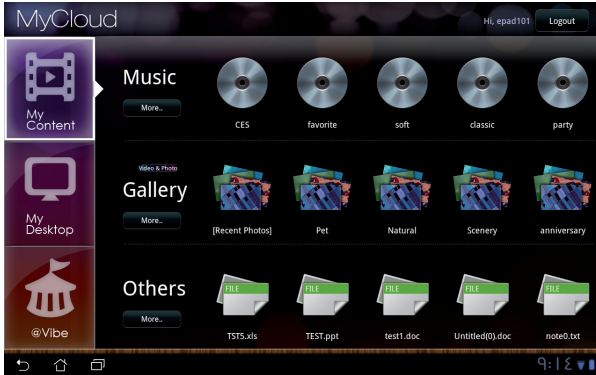 MyCloud
Hi, epad101
Logout
My
Content
My
Desktop
@Vibe
Music
More..
CES
favorite
soft
classic
party
Video & Photo
Gallery
More..
[Recent Photos]
Pet
Natural
Scenery
anniversary
Others
More..
FILE
FILE
FILE
FILE
FILE
TST5.xls
TEST.ppt
test1.doc
Untitled(0).doc
note0.txt
9:18